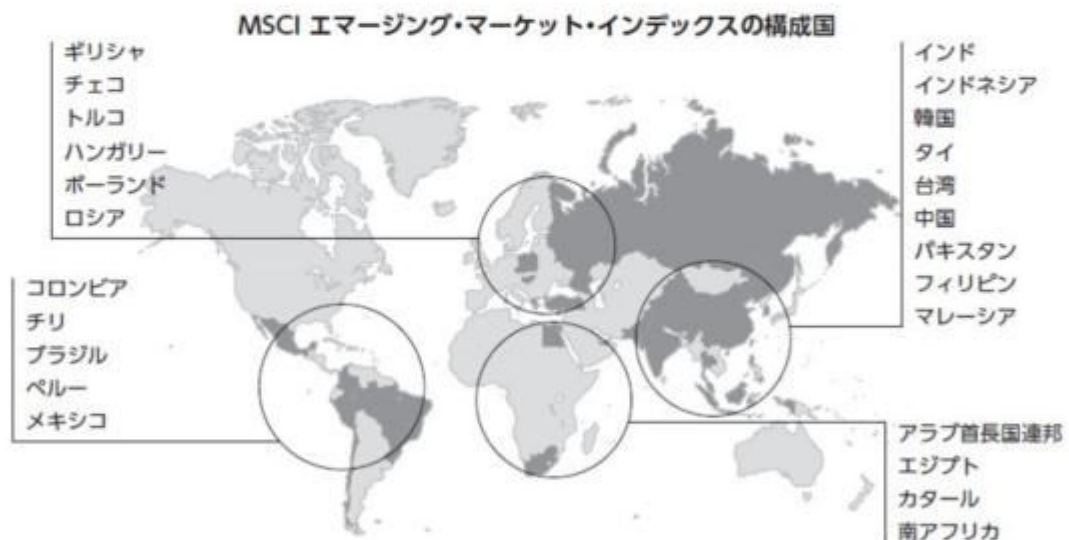 MSCI エマージング・マーケット・インデックスの構成国
ギリシャ
チェコ
トルコ
ハンガリー
ポーランド
ロシア
コロンビア
チリ
ブラジル
ペルー
メキシコ
インド
インドネシア
韓国
タイ
台湾
中国
パキスタン
フィリピン
マレーシア
アラブ首長国連邦
エジプト
カタール
南アフリカ